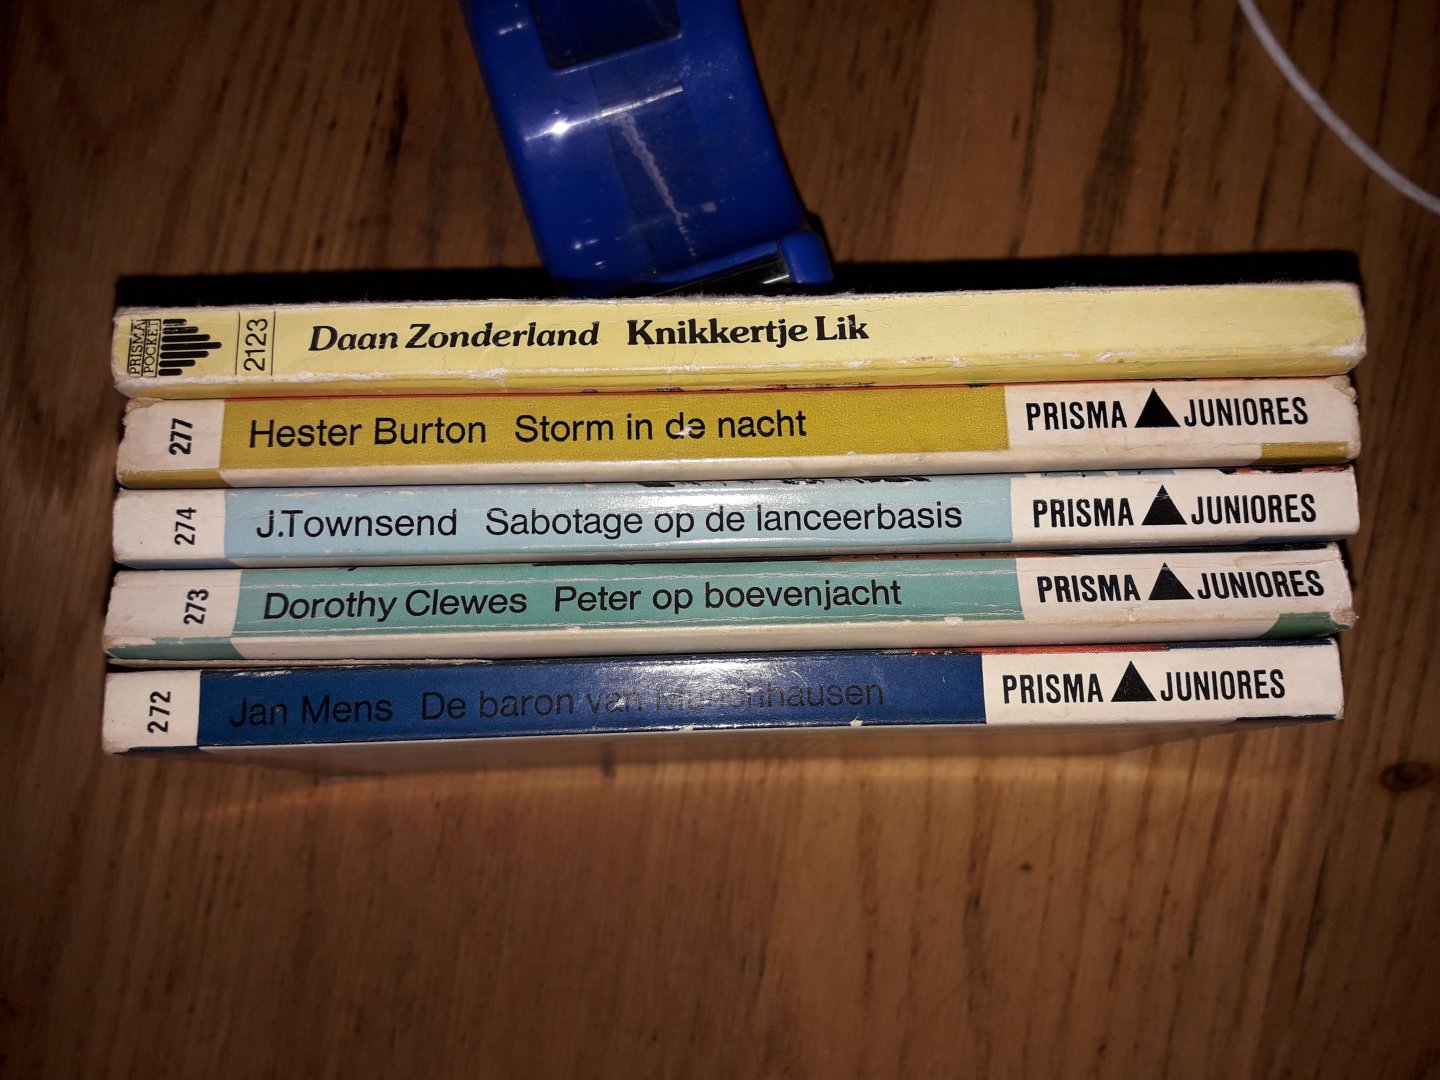 PRISMA POCKET 2123 Daan Zonderland Knikkertje Lik
277 Hester Burton Storm in de nacht PRISMA JUNIORES
274 J.Townsend Sabotage op de lanceerbasis PRISMA JUNIORES
273 Dorothy Clewes Peter op boevenjacht PRISMA JUNIORES
272 Jan Mens De baron van Münchhausen PRISMA JUNIORES